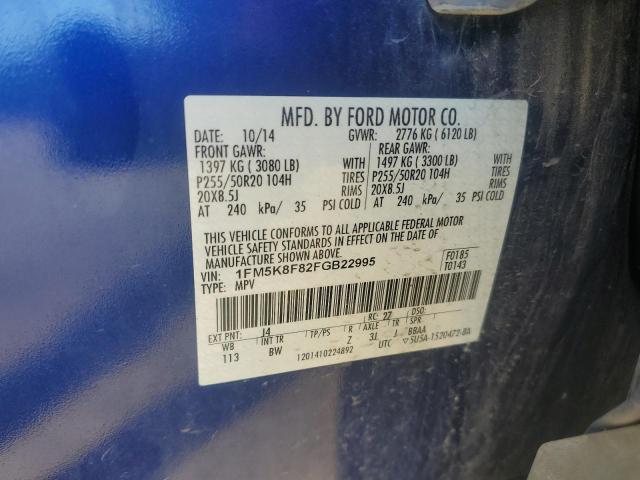 MFD. BY FORD MOTOR CO.
DATE: 10/14 GVWR: 2776 KG ( 6120 LB)
FRONT GAWR: REAR GAWR:
1397 KG ( 3080 LB) WITH 1497 KG ( 3300 LB) WITH
P255/50R20 104H TIRES P255/50R20 104H TIRES
20X8.5J RIMS 20X8.5J RIMS
AT 240 kPa/ 35 PSI COLD AT 240 kPa/ 35 PSI COLD
THIS VEHICLE CONFORMS TO ALL APPLICABLE FEDERAL MOTOR
VEHICLE SAFETY STANDARDS IN EFFECT ON THE DATE OF
MANUFACTURE SHOWN ABOVE.
VIN: 1FM5K8F82FGB22995 F0185
TYPE: MPV T0143
EXT PNT: J4 RC: 27 DSO:
WB INT TR TP/PS R AXLE TR SPR
113 BW Z 3J J BBAA
1201410224892 UTC ▽5U5A-1520472-BA